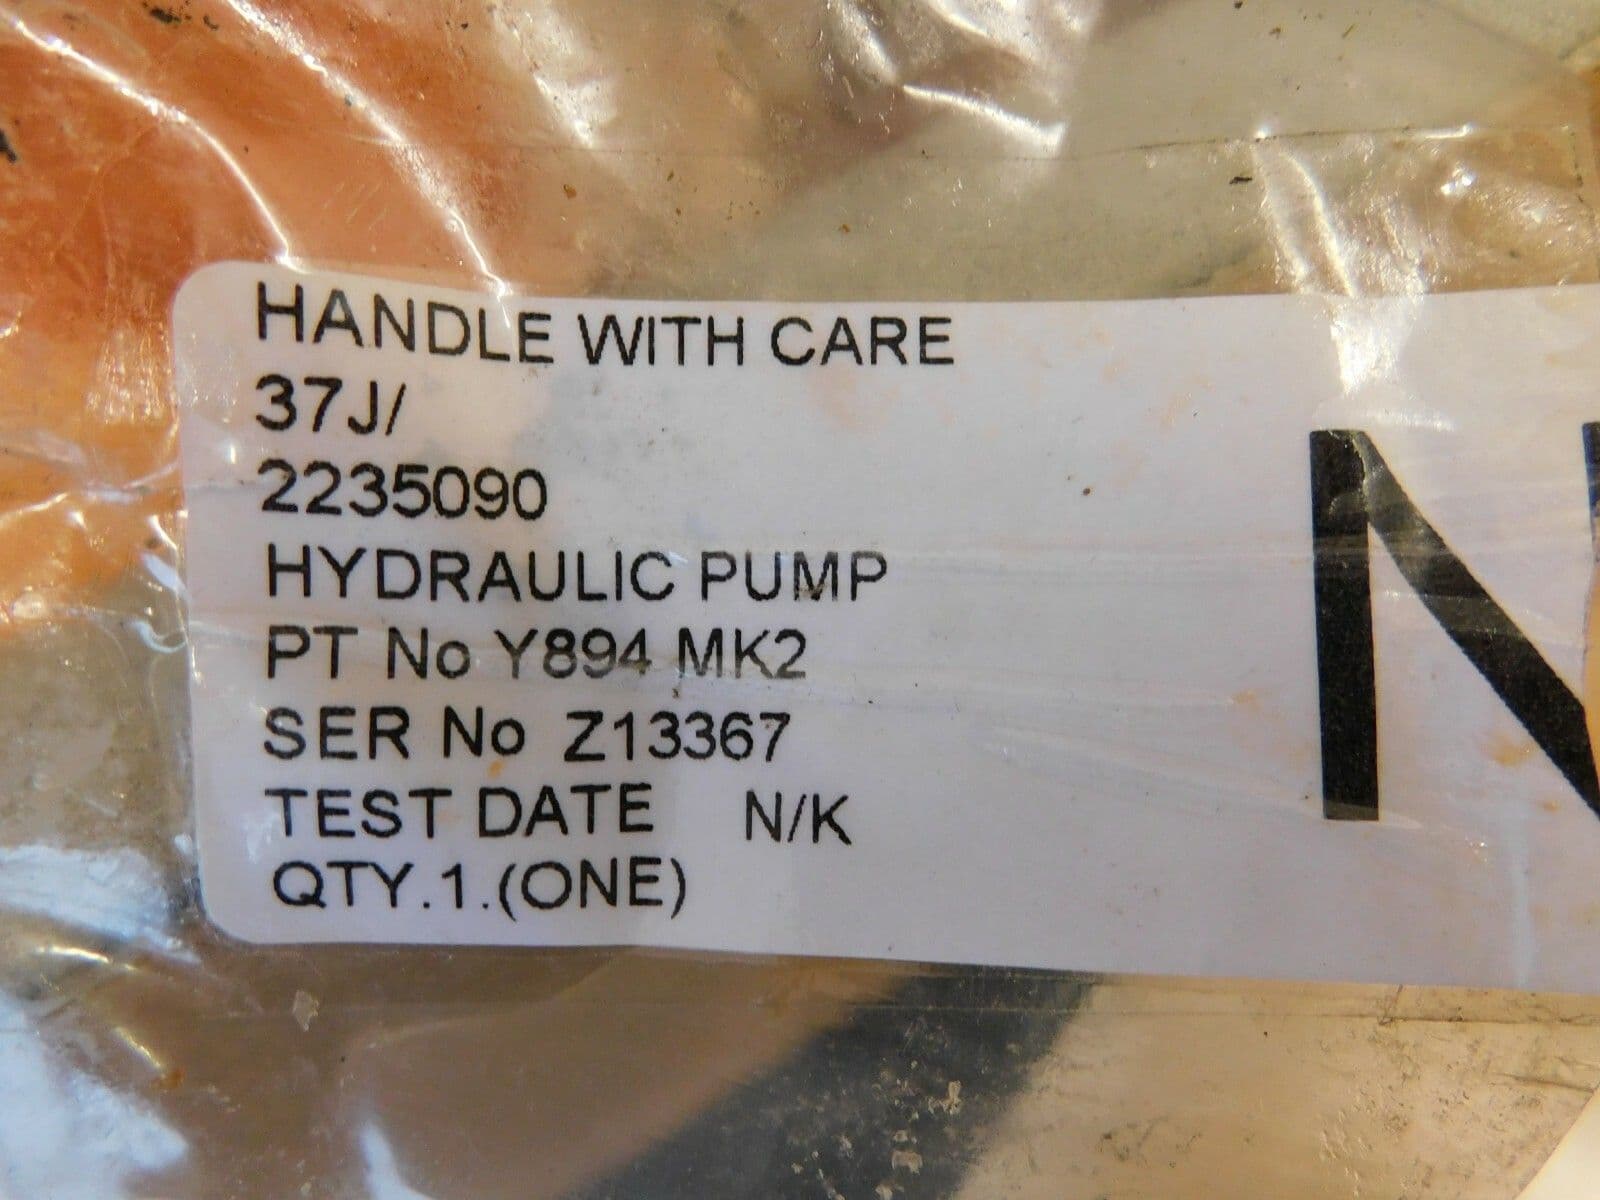 HANDLE WITH CARE
37J/
2235090
HYDRAULIC PUMP
PT No Y894 MK2
SER No Z13367
TEST DATE N/K
QTY.1.(ONE)
N